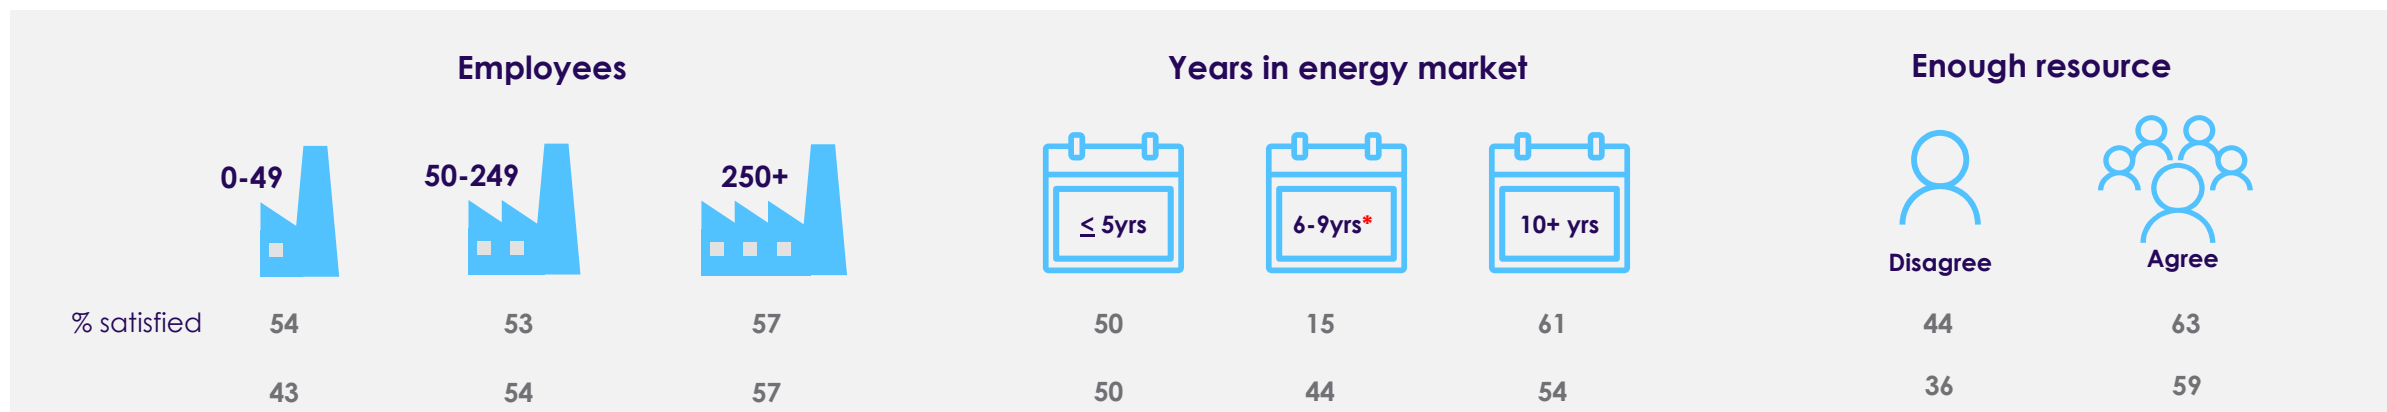 Employees
Years in energy market
Enough resource
0-49
50-249
250+
≤ 5yrs
6-9yrs*
10+ yrs
Disagree
Agree
% satisfied 54 53 57 50 15 61 44 63
43 54 57 50 44 54 36 59